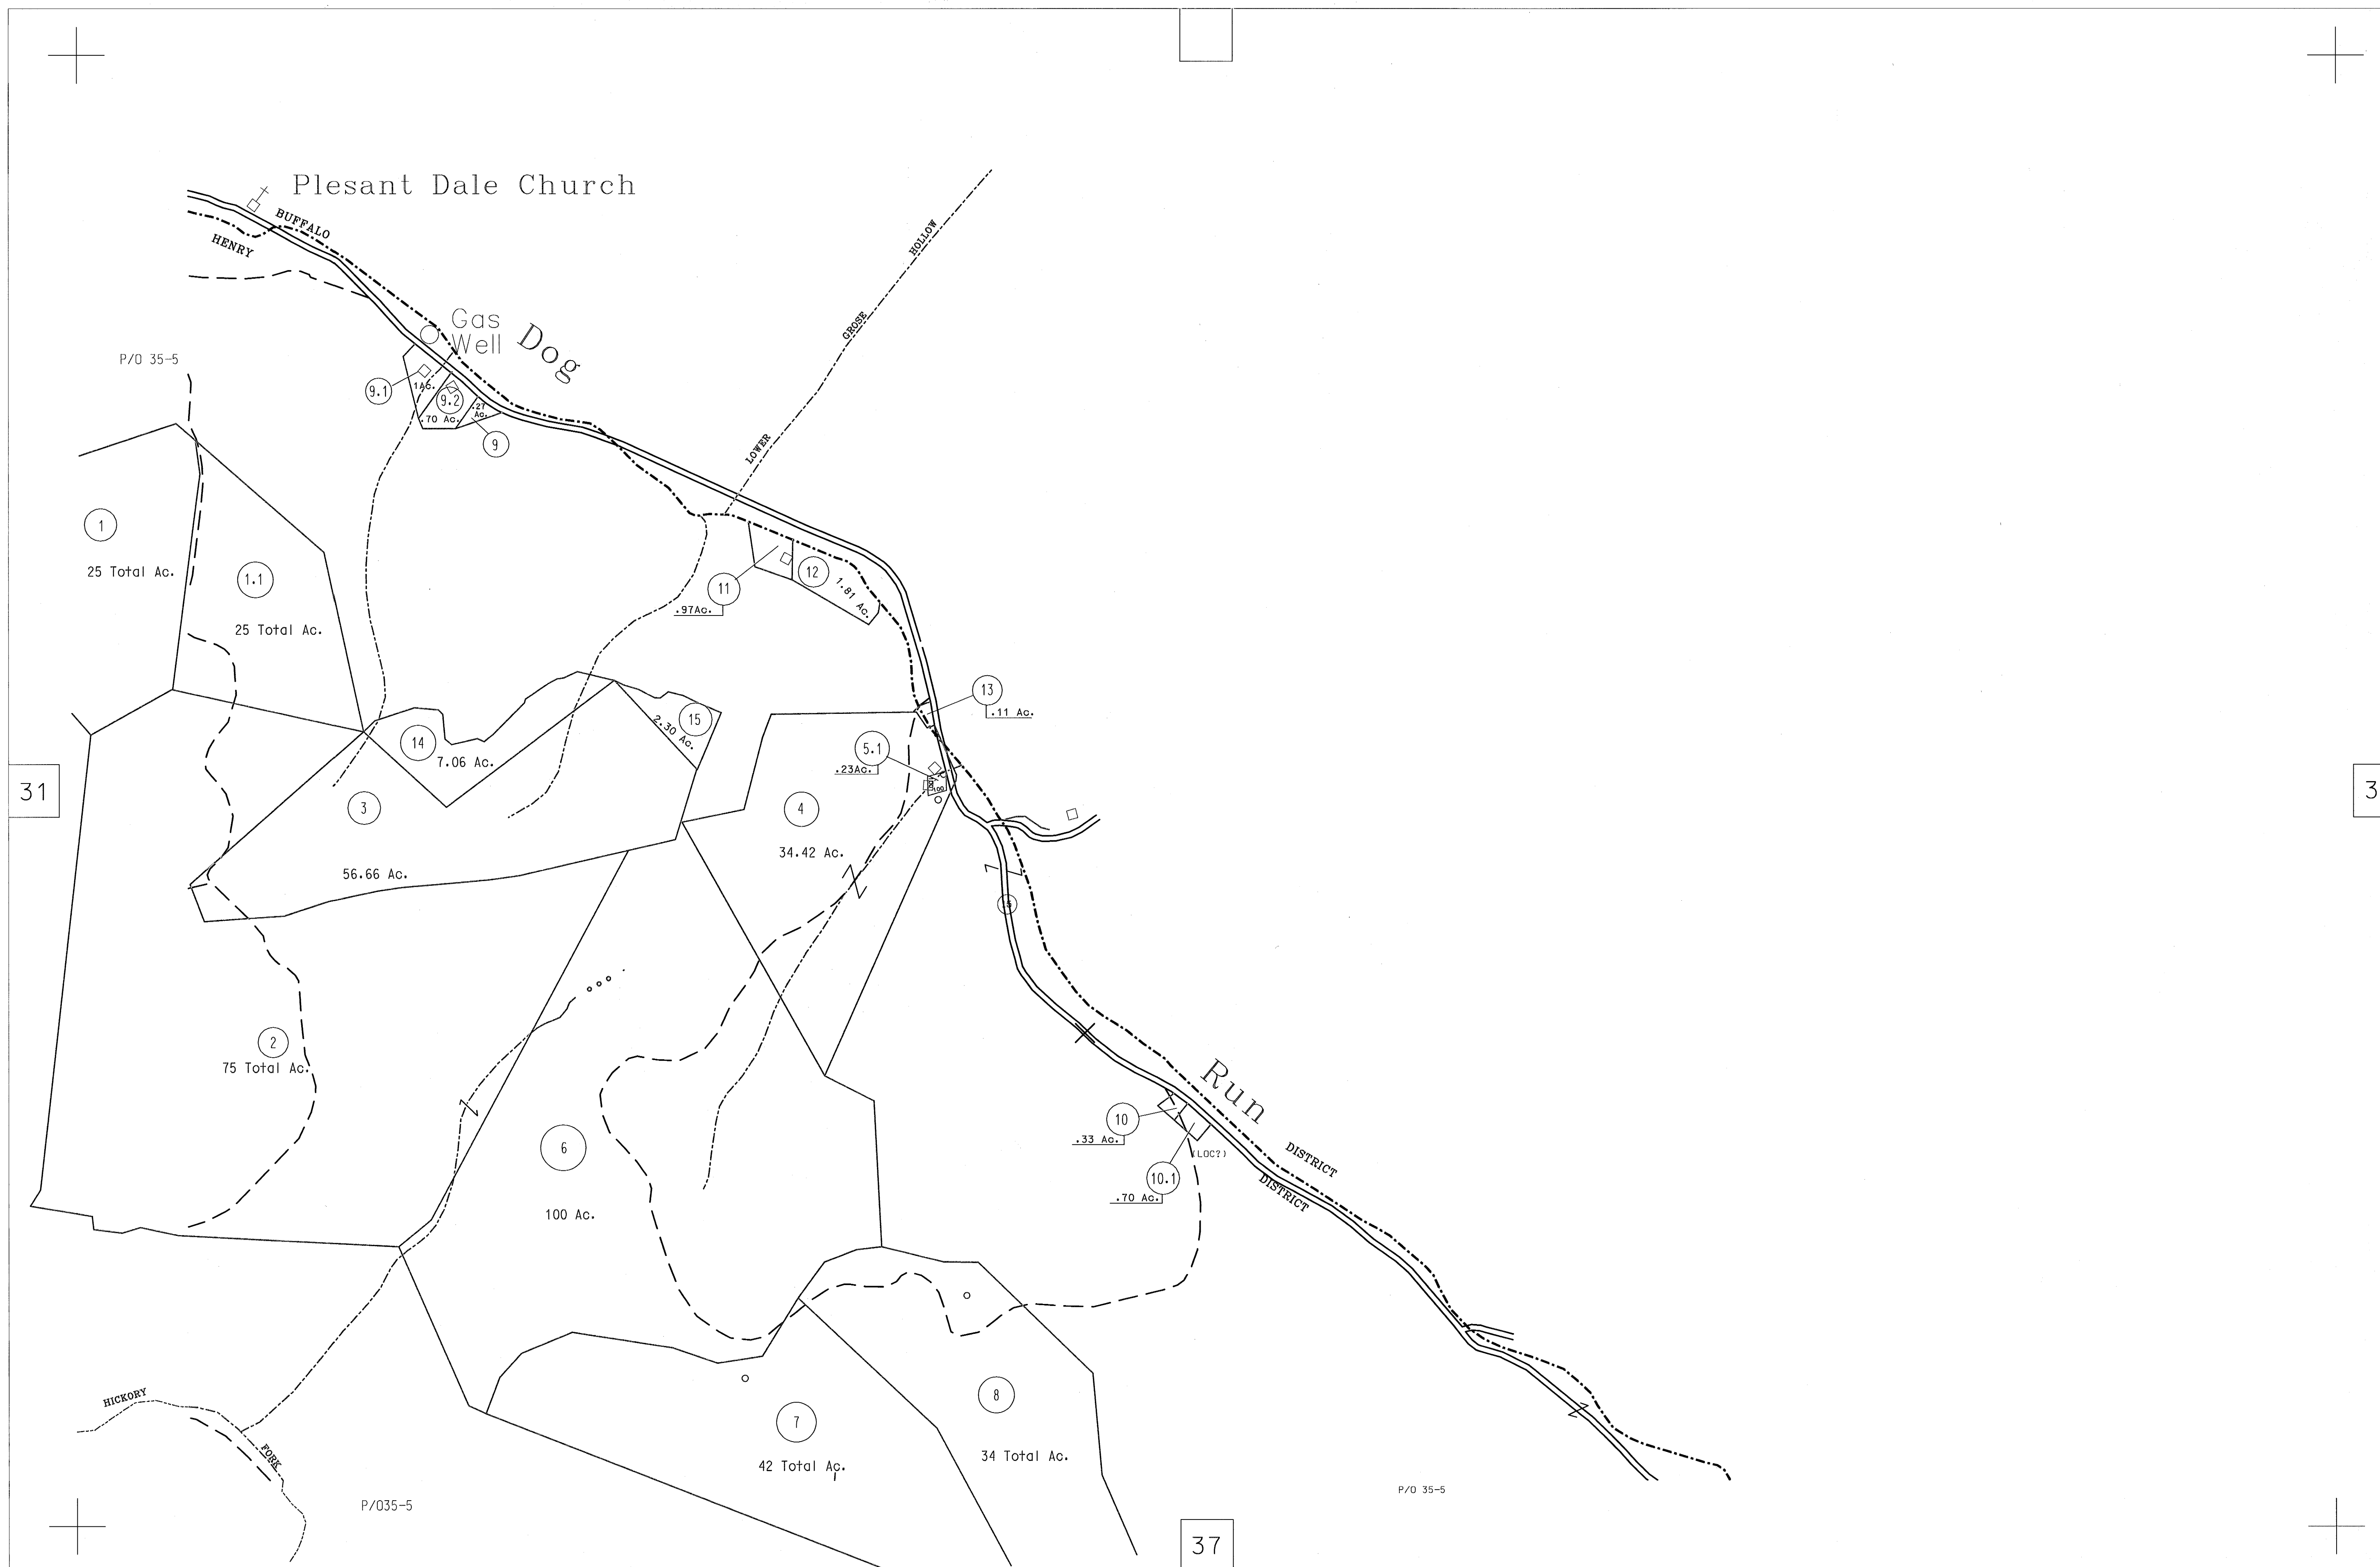 Plesant Dale Church
BUFFALO
HENRY
HOLLOW
GROSE
LOWER
Gas
Well
Dog
P/O 35-5
9.1
1Ac.
9.2
.27
Ac.
.70 Ac.
9
1
25 Total Ac.
1.1
25 Total Ac.
11
.97Ac.
12
1.81 Ac.
13
.11 Ac.
15
2.30 Ac.
14
7.06 Ac.
5.1
.23Ac.
31
3
3
56.66 Ac.
4
34.42 Ac.
2
75 Total Ac.
Run
6
100 Ac.
10
.33 Ac.
(LOC?)
10.1
.70 Ac.
DISTRICT
DISTRICT
HICKORY
FORK
7
42 Total Ac.
8
34 Total Ac.
P/O35-5
P/O 35-5
37